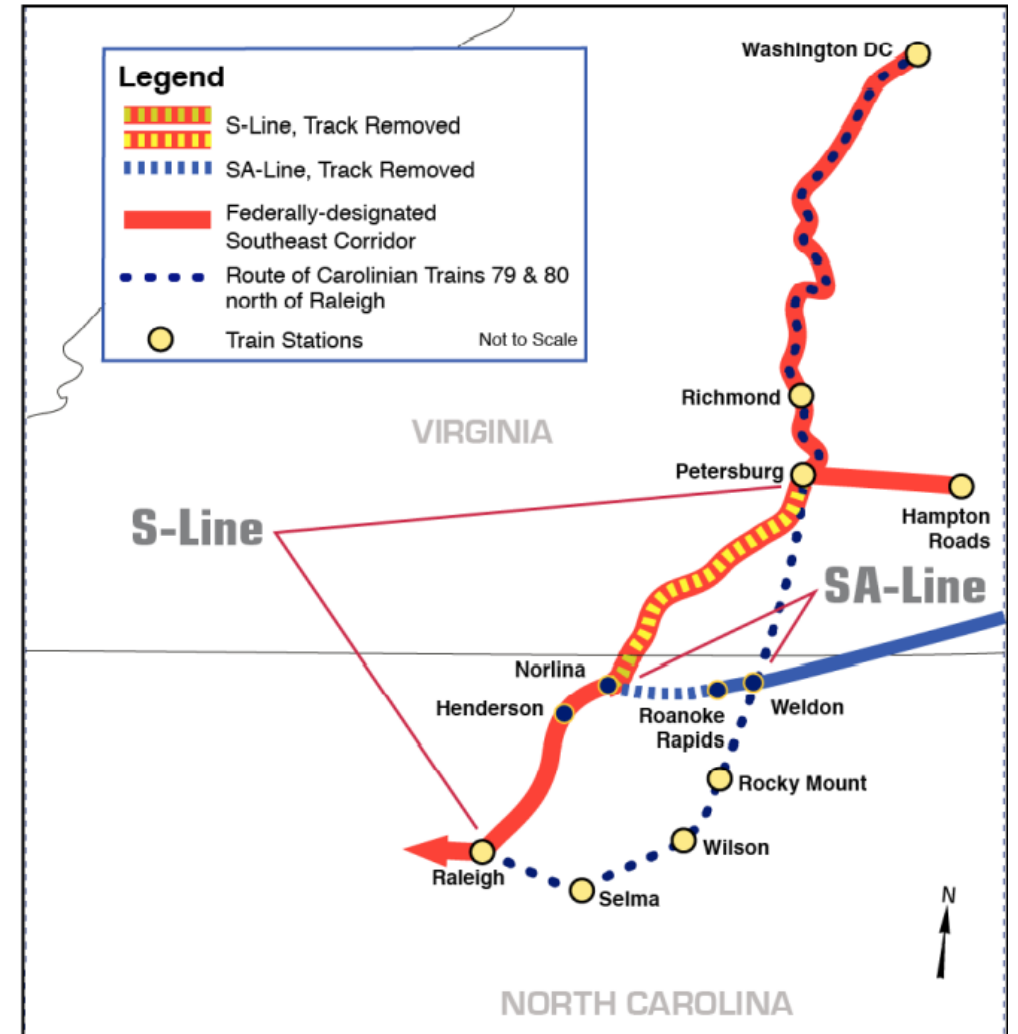 Washington DC
Legend
S-Line, Track Removed
SA-Line, Track Removed
Federally-designated
Southeast Corridor
Route of Carolinian Trains 79 & 80
north of Raleigh
Train Stations
Not to Scale
Richmond
VIRGINIA
Petersburg
Hampton
Roads
S-Line
SA-Line
Norlina
Henderson
Roanoke
Rapids
Weldon
Rocky Mount
Wilson
Raleigh
Selma
N
NORTH CAROLINA